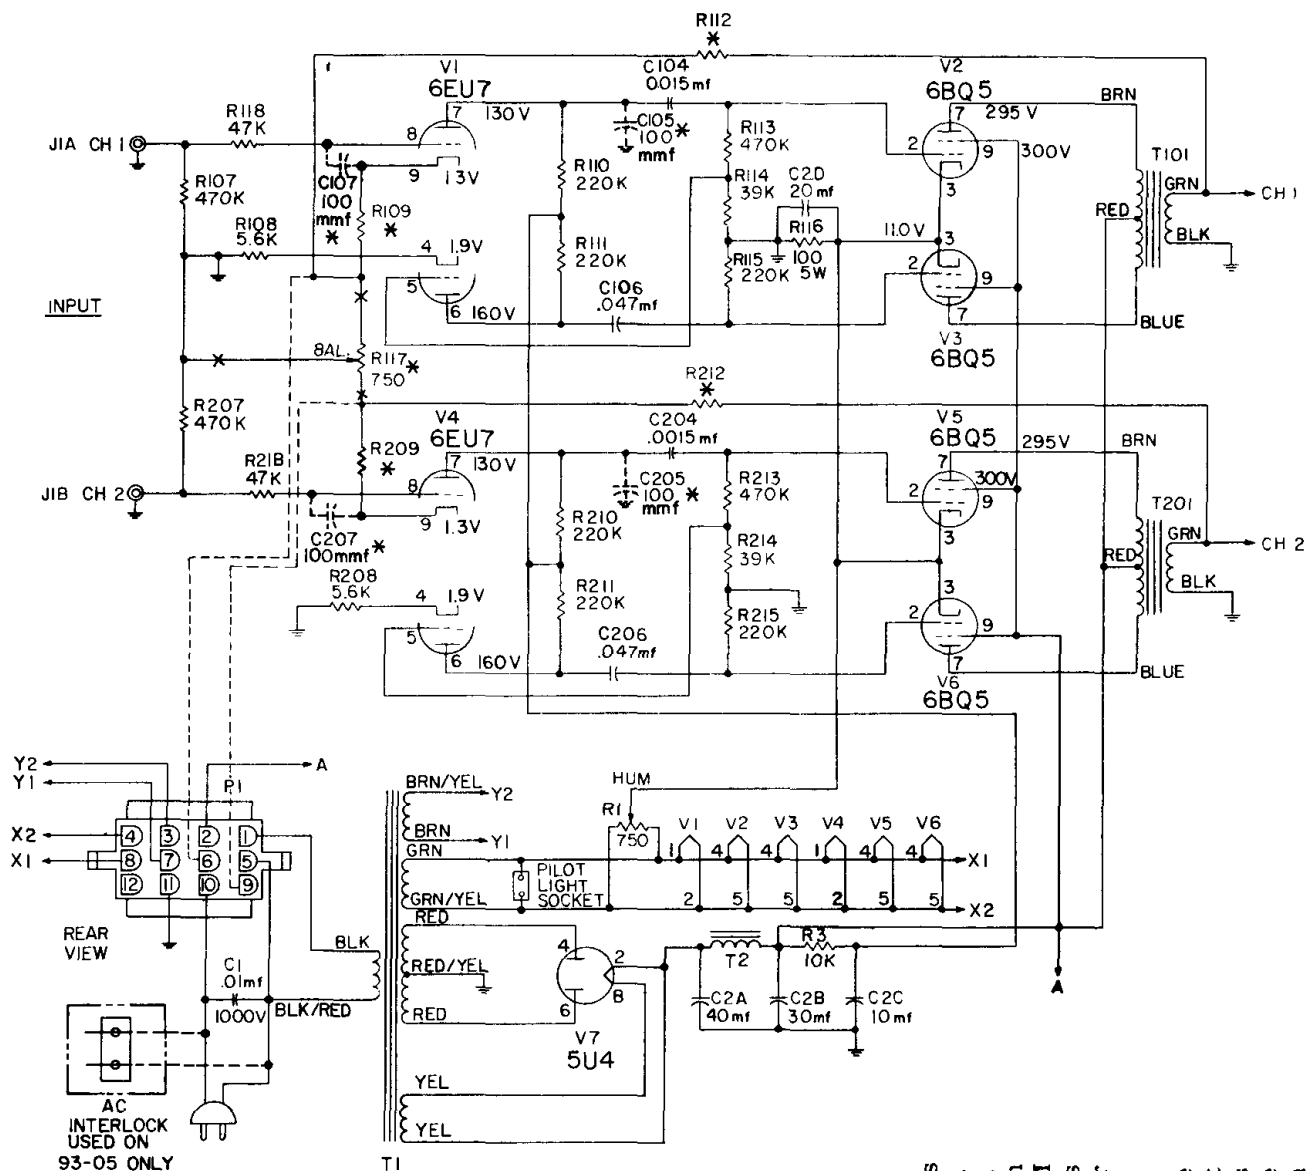 R112
*
V1
6EU7
C104
0.015mf
V2
6BQ5
BRN
7
130V
7
295V
R118
47K
J1A CH 1
8
C105
100
mmf
*
R113
470K
2
9
300V
T101
C107
100
mmf
*
9
1.3V
R110
220K
R114
39K
C2D
20mf
3
GRN
CH 1
R107
470K
R109
*
RED
R108
5.6K
4
1.9V
R116
100
5W
11.0V
3
BLK
R111
220K
R115
220K
2
9
5
C106
.047mf
INPUT
6
160V
7
BLUE
V3
6BQ5
8AL.
R117
750
*
R212
*
R207
470K
V4
6EU7
C204
.0015mf
V5
6BQ5
R209
*
7
130V
7
295V
BRN
R218
47K
C205
100
mmf
*
R213
470K
300V
J1B CH 2
8
2
9
T201
9
1.3V
R210
220K
C207
100mmf
*
R214
39K
GRN
CH 2
R208
5.6K
RED
3
BLK
4
1.9V
R211
220K
R215
220K
2
9
5
C206
.047mf
6
160V
7
BLUE
V6
6BQ5
Y2
A
Y1
P1
BRN/YEL
Y2
HUM
X2
4
3
2
1
BRN
Y1
R1
750
V1
V2
V3
V4
V5
V6
X1
8
7
6
5
GRN
1
4
4
1
4
4
X1
12
11
10
9
PILOT
LIGHT
SOCKET
GRN/YEL
2
5
5
2
5
5
X2
REAR
VIEW
RED
BLK
4
2
T2
R3
10K
RED/YEL
8
C1
.01mf
1000V
BLK/RED
RED
6
C2A
40mf
C2B
30mf
C2C
10mf
A
V7
5U4
YEL
AC
INTERLOCK
USED ON
93-05 ONLY
YEL
T1